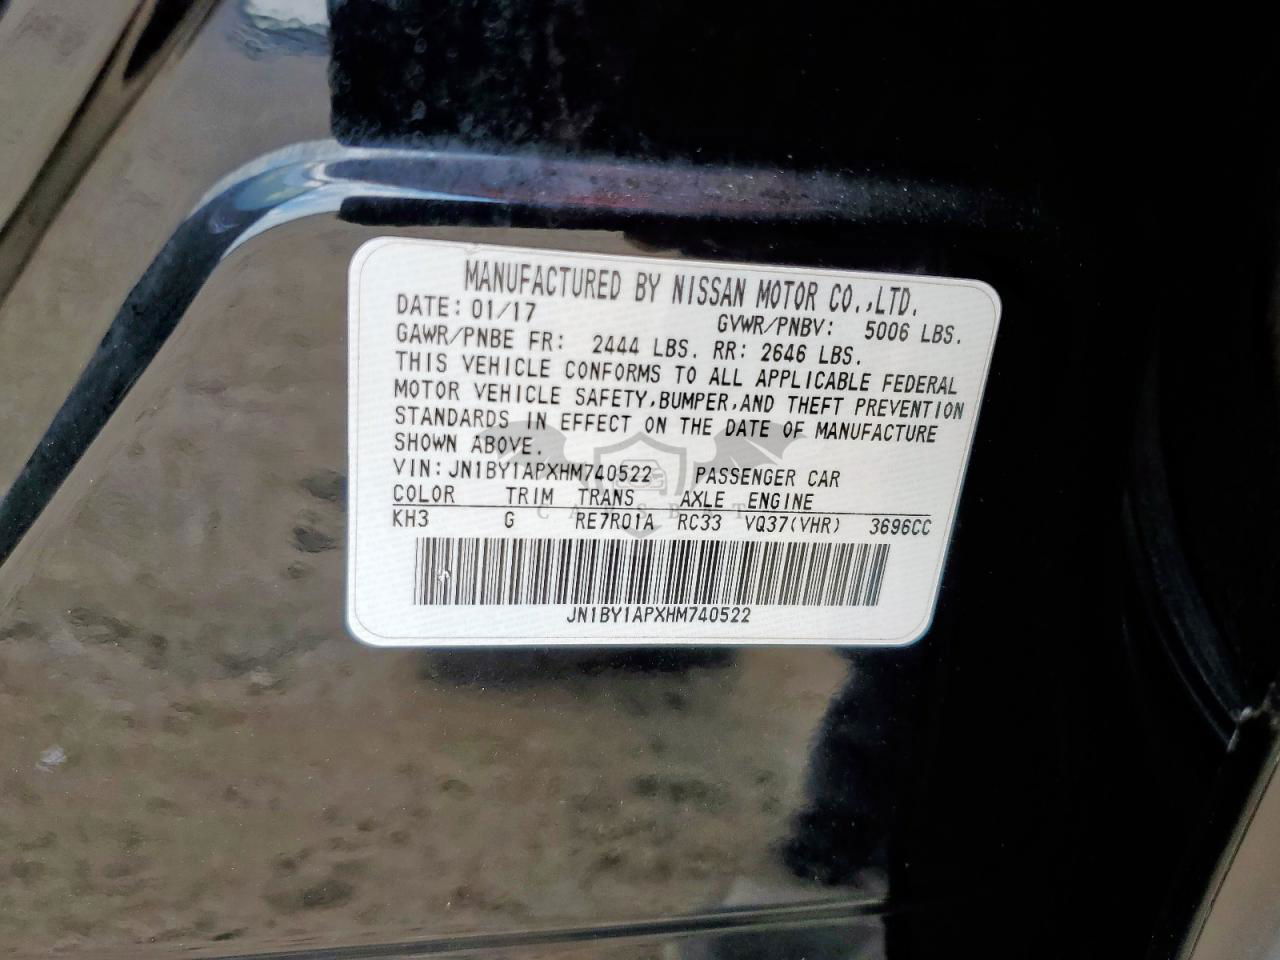 MANUFACTURED BY NISSAN MOTOR CO.,LTD.
DATE: 01/17 GVWR/PNBV: 5006 LBS.
GAWR/PNBE FR: 2444 LBS. RR: 2646 LBS.
THIS VEHICLE CONFORMS TO ALL APPLICABLE FEDERAL
MOTOR VEHICLE SAFETY,BUMPER,AND THEFT PREVENTION
STANDARDS IN EFFECT ON THE DATE OF MANUFACTURE
SHOWN ABOVE.
VIN: JN1BY1APXHM740522 PASSENGER CAR
COLOR TRIM TRANS AXLE ENGINE
KH3 G RE7R01A RC33 VQ37(VHR) 3696CC
JN1BY1APXHM740522